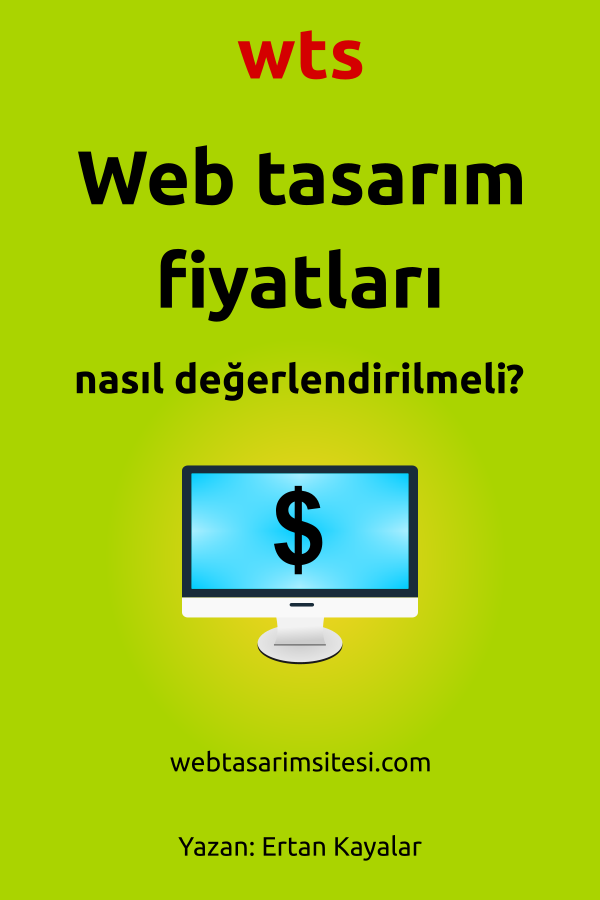 wts
Web tasarım
fiyatları
nasıl değerlendirilmeli?
$
webtasarimsitesi.com
Yazan: Ertan Kayalar